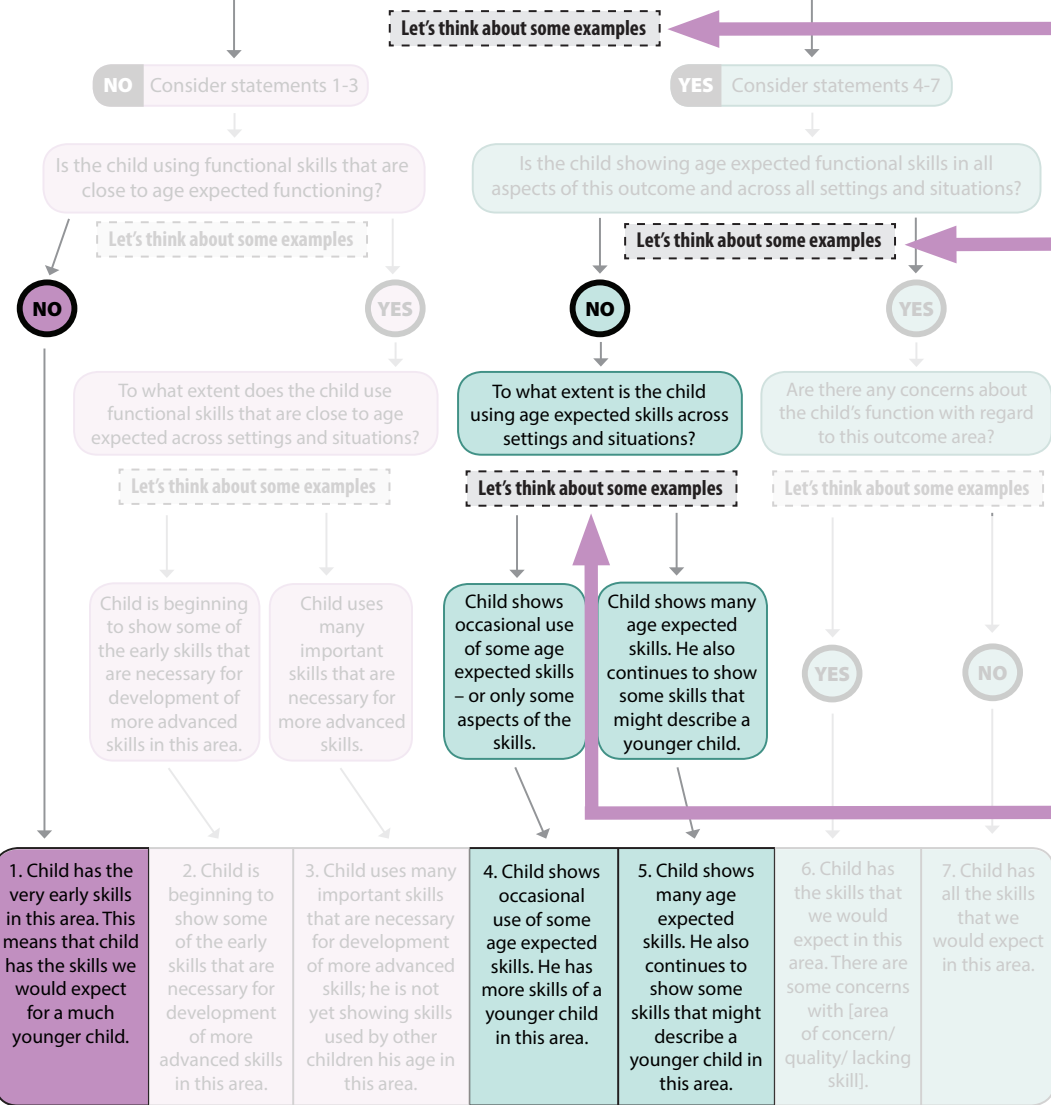 Let's think about some examples
NO Consider statements 1-3
YES Consider statements 4-7
Is the child using functional skills that are
close to age expected functioning?
Is the child showing age expected functional skills in all
aspects of this outcome and across all settings and situations?
Let's think about some examples
Let's think about some examples
NO
YES
NO
YES
To what extent does the child use
functional skills that are close to age
expected across settings and situations?
To what extent is the child
using age expected skills across
settings and situations?
Are there any concerns about
the child's function with regard
to this outcome area?
Let's think about some examples
Let's think about some examples
Let's think about some examples
Child is beginning
to show some of
the early skills that
are necessary for
development of
more advanced
skills in this area.
Child uses
many
important
skills that are
necessary for
more advanced
skills.
Child shows
occasional use
of some age
expected skills
– or only some
aspects of the
skills.
Child shows many
age expected
skills. He also
continues to show
some skills that
might describe a
younger child.
YES
NO
1. Child has the
very early skills
in this area. This
means that child
has the skills we
would expect
for a much
younger child.
2. Child is
beginning to
show some
of the early
skills that are
necessary for
development
of more
advanced skills
in this area.
3. Child uses many
important skills
that are necessary
for development
of more advanced
skills; he is not
yet showing skills
used by other
children his age in
this area.
4. Child shows
occasional
use of some
age expected
skills. He has
more skills of a
younger child
in this area.
5. Child shows
many age
expected
skills. He also
continues to
show some
skills that might
describe a
younger child in
this area.
6. Child has
the skills that
we would
expect in this
area. There are
some concerns
with [area
of concern/
quality/ lacking
skill].
7. Child has
all the skills
that we
would expect
in this area.